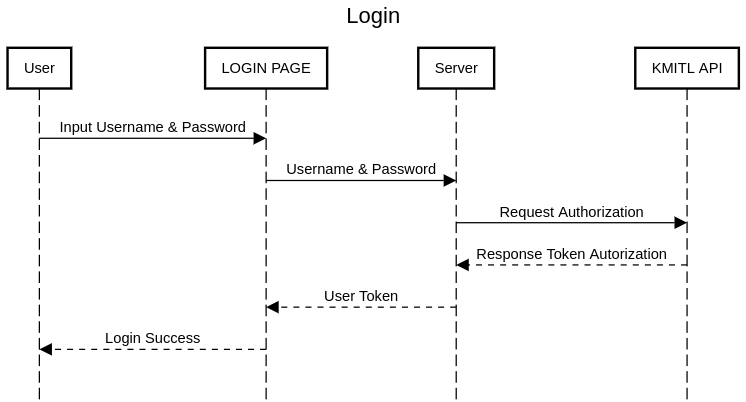 Login
User
LOGIN PAGE
Server
KMITL API
Input Username & Password
Username & Password
Request Authorization
Response Token Autorization
User Token
Login Success